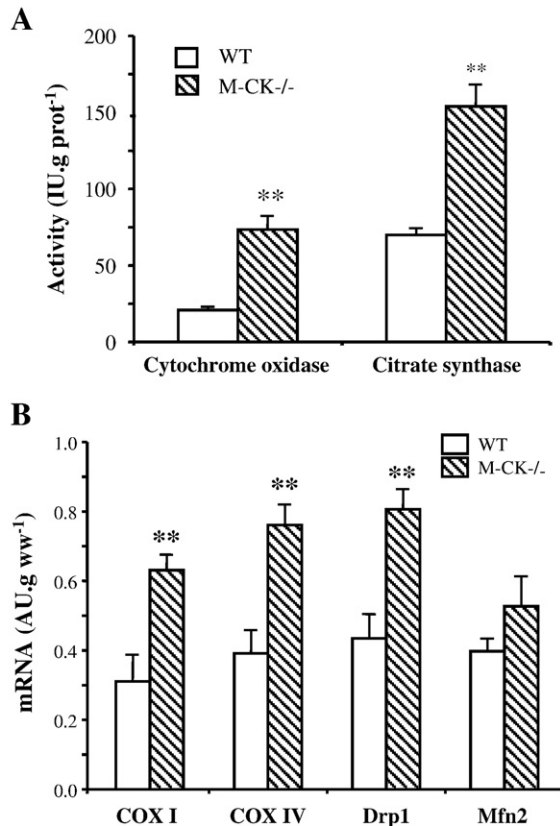 A
200
150
100
50
0
Activity (IU.g prot⁻¹)
WT
M-CK-/-
**
**
Cytochrome oxidase
Citrate synthase
B
1.0
0.8
0.6
0.4
0.2
0.0
mRNA (AU.g ww⁻¹)
WT
M-CK-/-
**
**
**
COX I
COX IV
Drp1
Mfn2